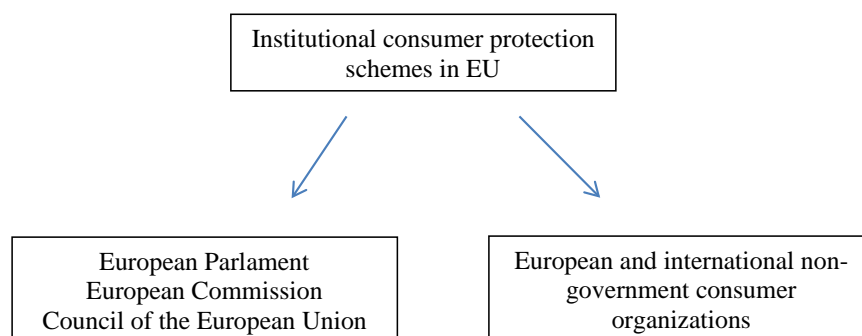 Institutional consumer protection
schemes in EU
European Parlament
European Commission
Council of the European Union
European and international non-
government consumer
organizations